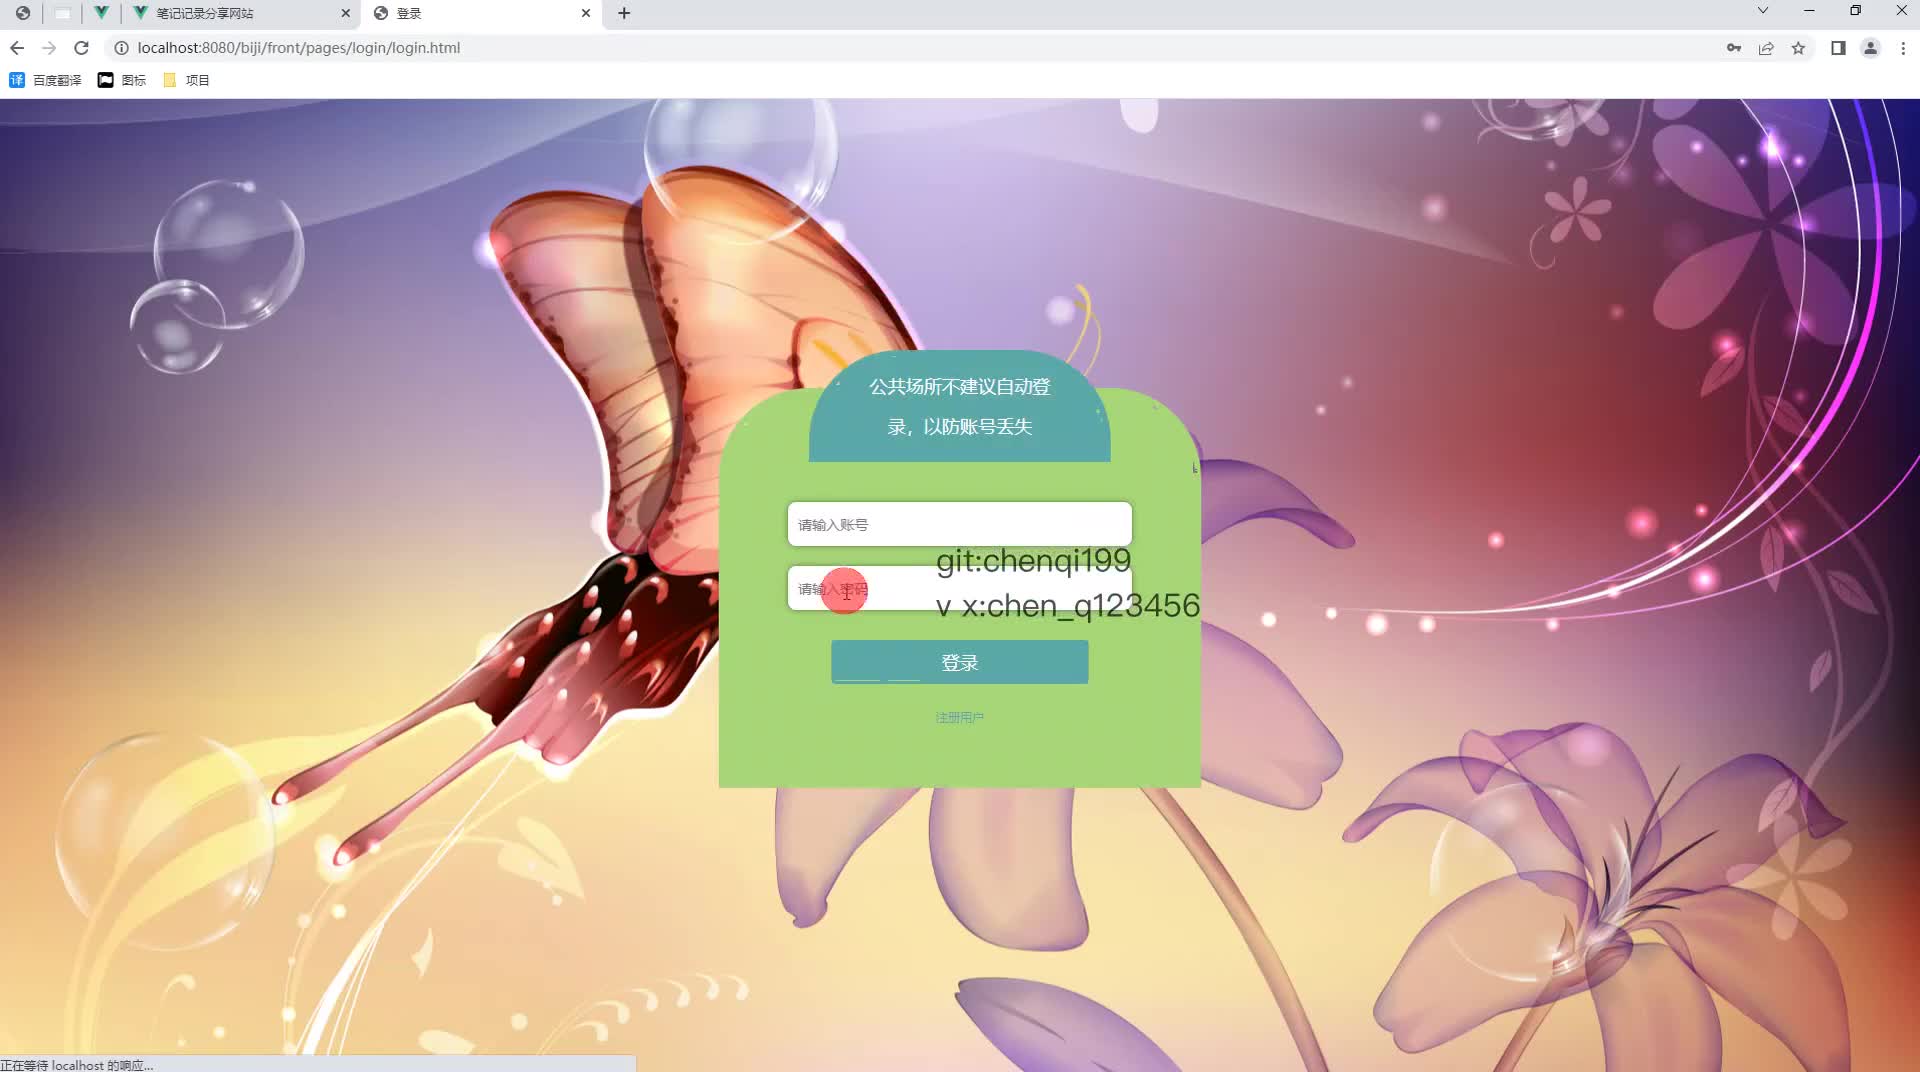 笔记记录分享网站
登录
localhost:8080/biji/front/pages/login/login.html
译 百度翻译 图标 项目
公共场所不建议自动登
录，以防账号丢失
请输入账号
git:chenqi199
请输入密码
v x:chen_q123456
登录
注册用户
正在等待 localhost 的响应...